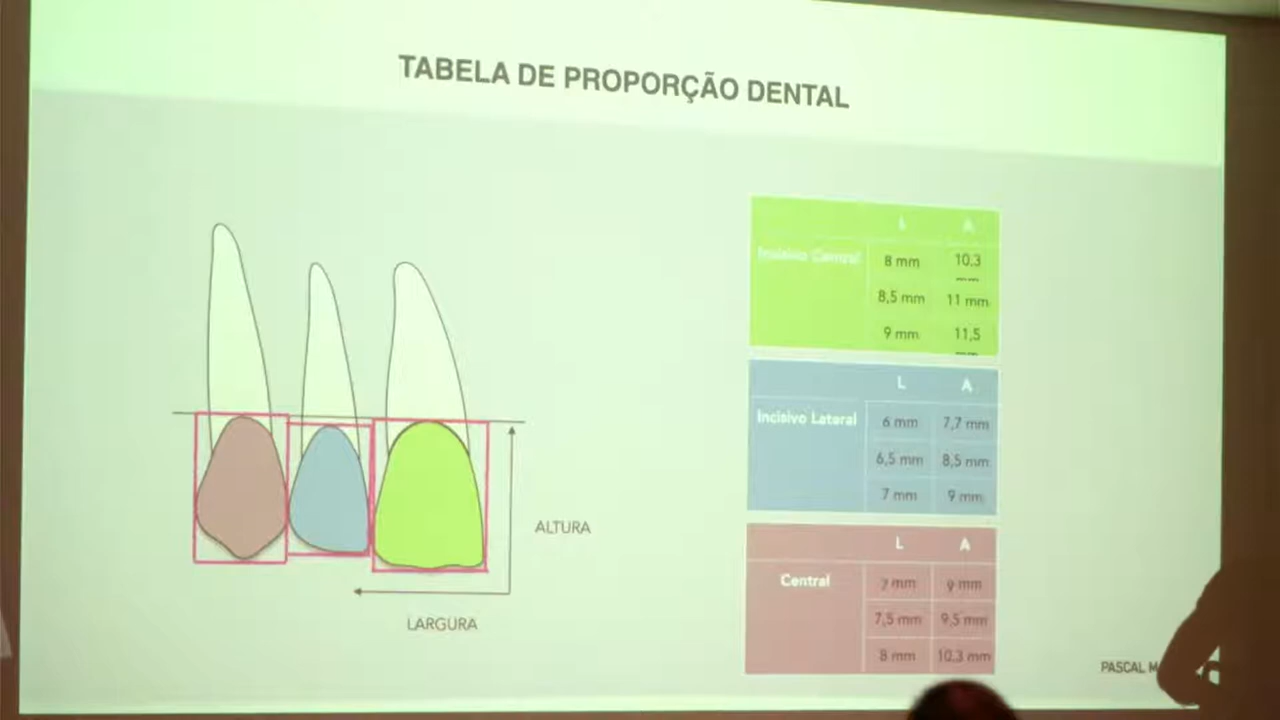 TABELA DE PROPORÇÃO DENTAL
L A
Incisivo Central 8 mm 10,3
8,5 mm 11 mm
9 mm 11,5
L A
Incisivo Lateral 6 mm 7,7 mm
6,5 mm 8,5 mm
7 mm 9 mm
L A
Central 7 mm 9 mm
7,5 mm 9,5 mm
8 mm 10,3 mm
ALTURA
LARGURA
PASCAL